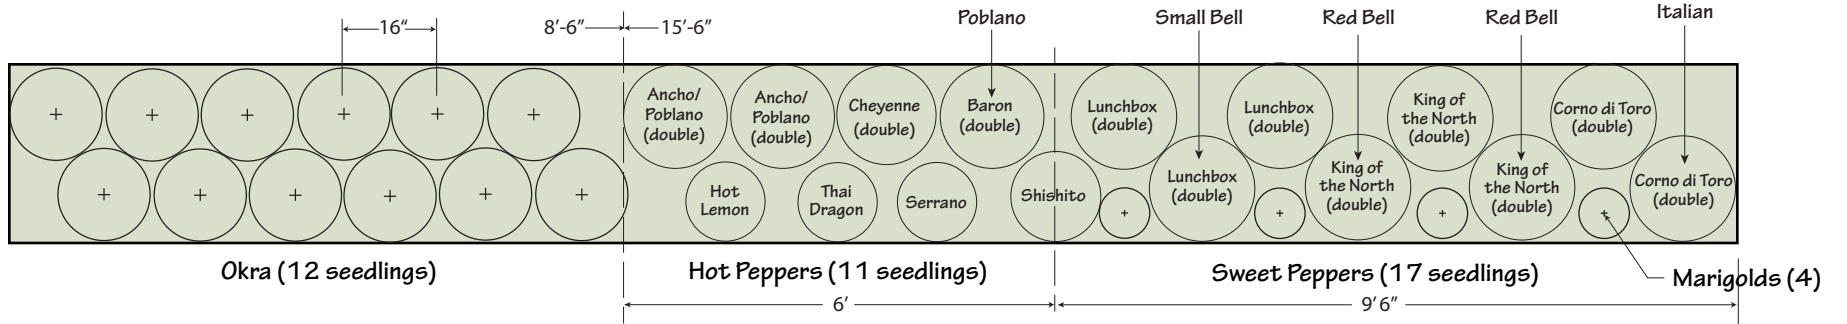 Poblano
Small Bell
Red Bell
Red Bell
Italian
16“
8’-6”
15’-6”
Ancho/
Poblano
(double)
Ancho/
Poblano
(double)
Cheyenne
(double)
Baron
(double)
Lunchbox
(double)
Lunchbox
(double)
King of
the North
(double)
Corno di Toro
(double)
Hot
Lemon
Thai
Dragon
Serrano
Shishito
Lunchbox
(double)
King of
the North
(double)
King of
the North
(double)
Corno di Toro
(double)
Okra (12 seedlings)
Hot Peppers (11 seedlings)
Sweet Peppers (17 seedlings)
Marigolds (4)
6’
9’6”